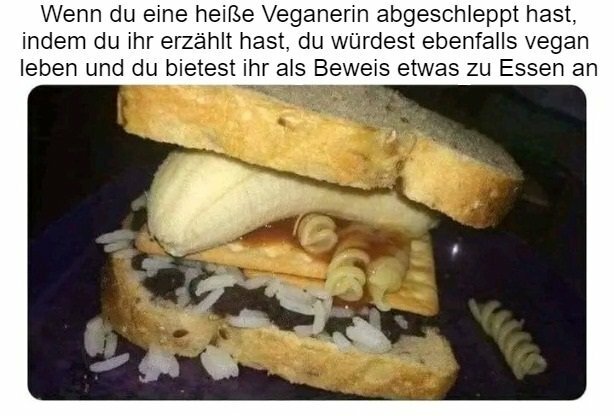 Wenn du eine heiße Veganerin abgeschleppt hast,
indem du ihr erzählt hast, du würdest ebenfalls vegan
leben und du bietest ihr als Beweis etwas zu Essen an